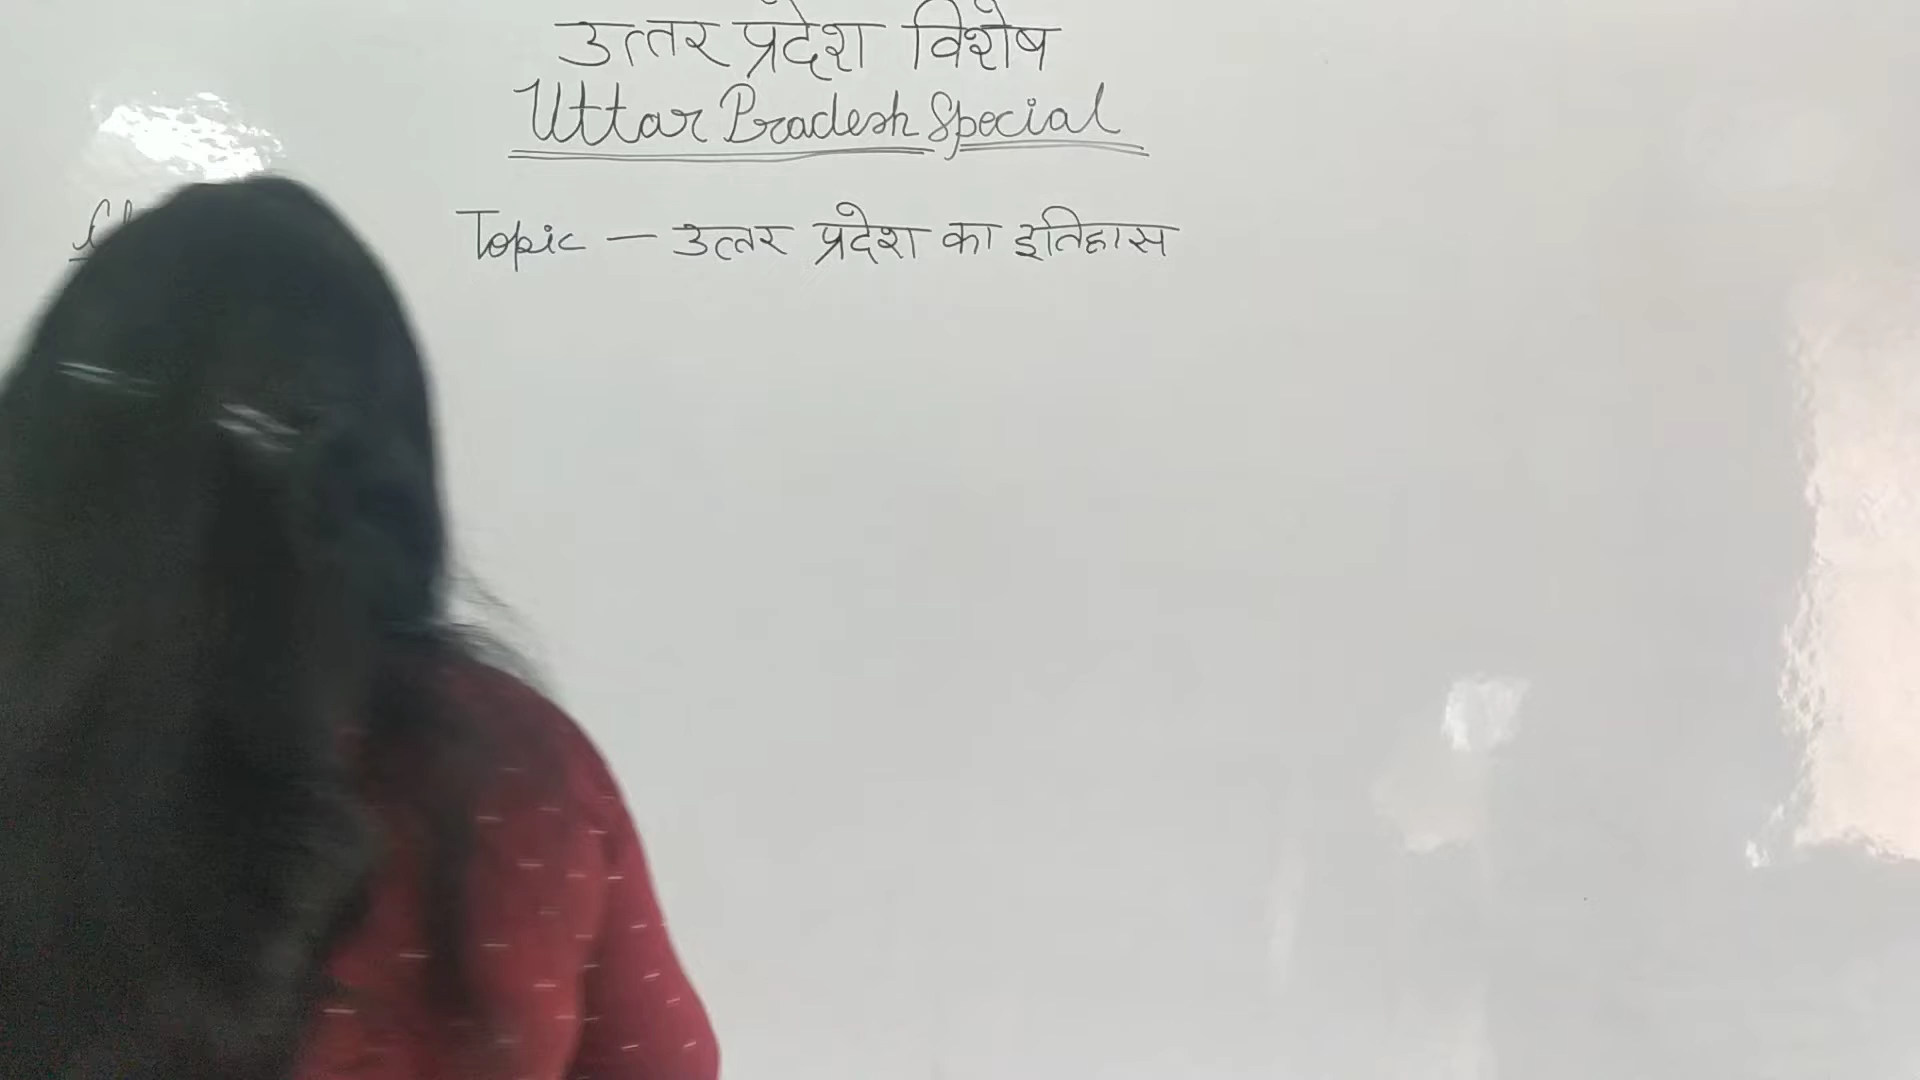 उत्तर प्रदेश विशेष
Uttar Pradesh Special
Topic — उत्तर प्रदेश का इतिहास